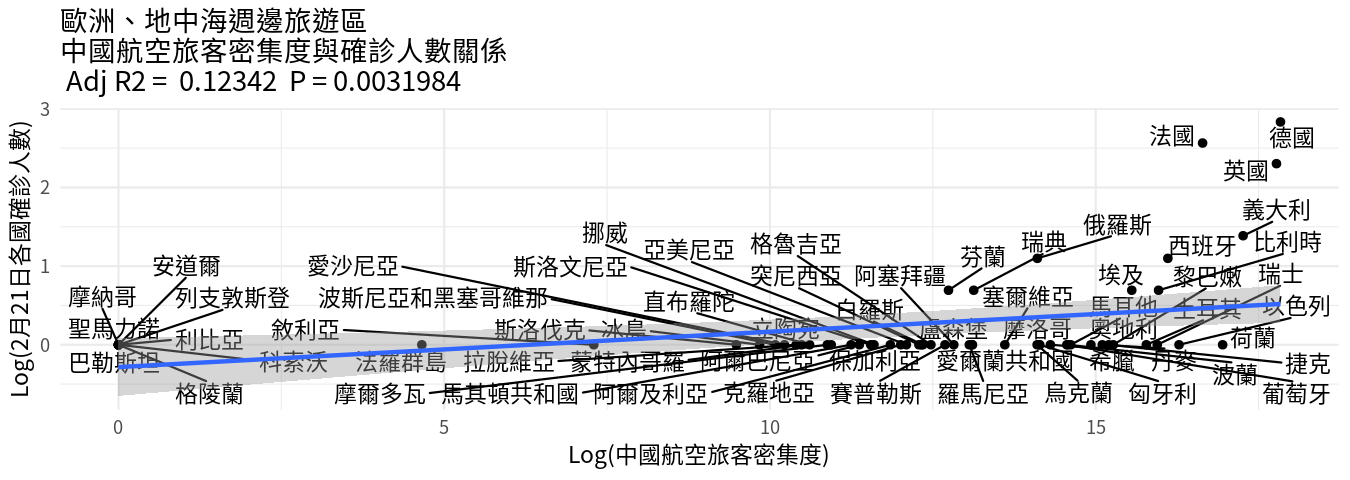 歐洲、地中海週邊旅遊區
中國航空旅客密集度與確診人數關係
Adj R2 = 0.12342 P = 0.0031984
Log(2月21日各國確診人數)
3
2
1
0
法國
德國
英國
義大利
俄羅斯
挪威
亞美尼亞
格魯吉亞
芬蘭
瑞典
西班牙
比利時
安道爾
愛沙尼亞
斯洛文尼亞
突尼西亞
阿塞拜疆
埃及
黎巴嫩
瑞士
摩納哥
列支敦斯登
波斯尼亞和黑塞哥維那
直布羅陀
白羅斯
塞爾維亞
馬耳他
土耳其
以色列
聖馬力諾
利比亞
敘利亞
斯洛伐克
冰島
立陶宛
盧森堡
摩洛哥
奧地利
荷蘭
巴勒斯坦
科索沃
法羅群島
拉脫維亞
蒙特內哥羅
阿爾巴尼亞
保加利亞
愛爾蘭共和國
希臘
丹麥
波蘭
捷克
格陵蘭
摩爾多瓦
馬其頓共和國
阿爾及利亞
克羅地亞
賽普勒斯
羅馬尼亞
烏克蘭
匈牙利
葡萄牙
0
5
10
15
Log(中國航空旅客密集度)